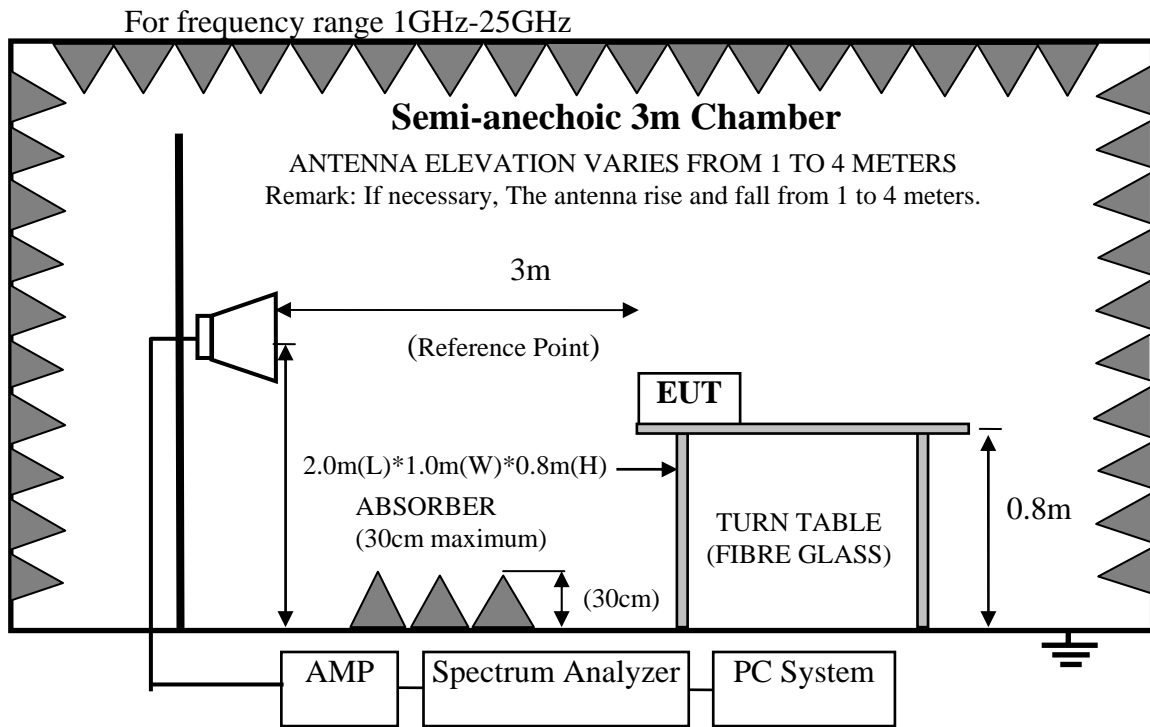 For frequency range 1GHz-25GHz
Semi-anechoic 3m Chamber
ANTENNA ELEVATION VARIES FROM 1 TO 4 METERS
Remark: If necessary, The antenna rise and fall from 1 to 4 meters.
3m
(Reference Point)
EUT
2.0m(L)*1.0m(W)*0.8m(H)
ABSORBER
(30cm maximum)
(30cm)
TURN TABLE
(FIBRE GLASS)
0.8m
AMP
Spectrum Analyzer
PC System